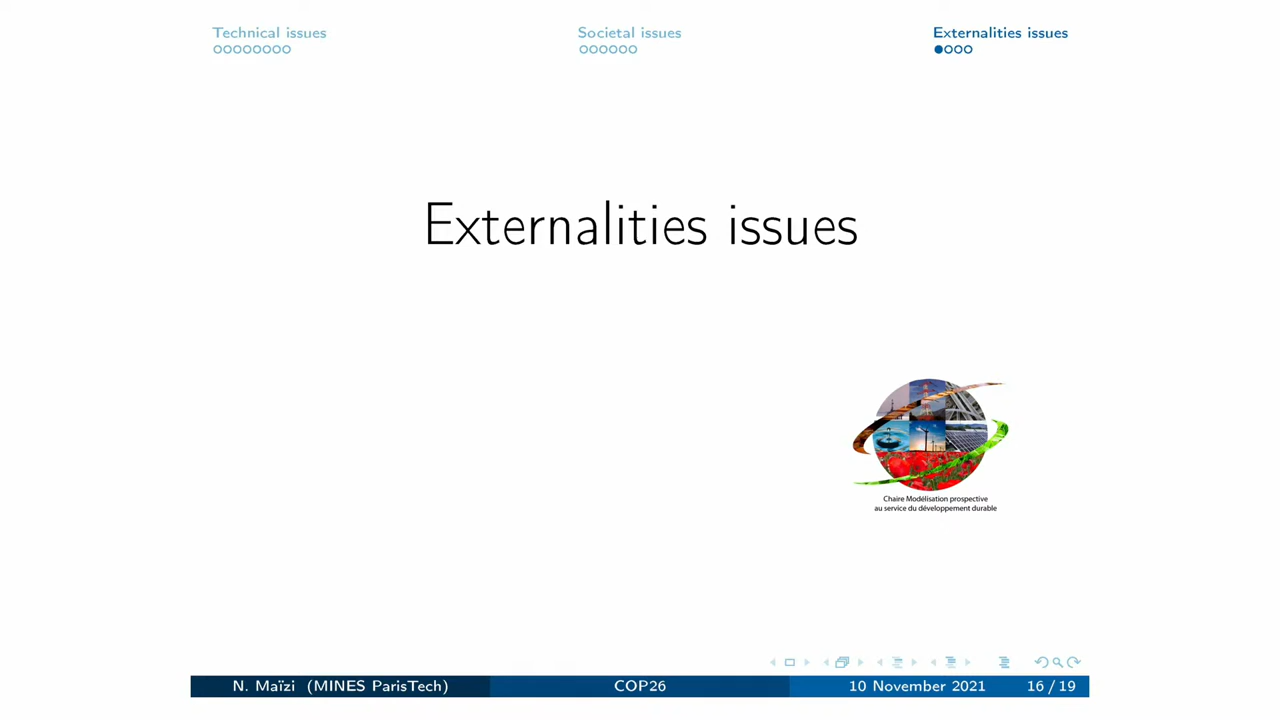 Technical issues
Societal issues
Externalities issues
Externalities issues
Chaire Modélisation prospective
au service du développement durable
N. Maïzi (MINES ParisTech)
COP26
10 November 2021
16 / 19